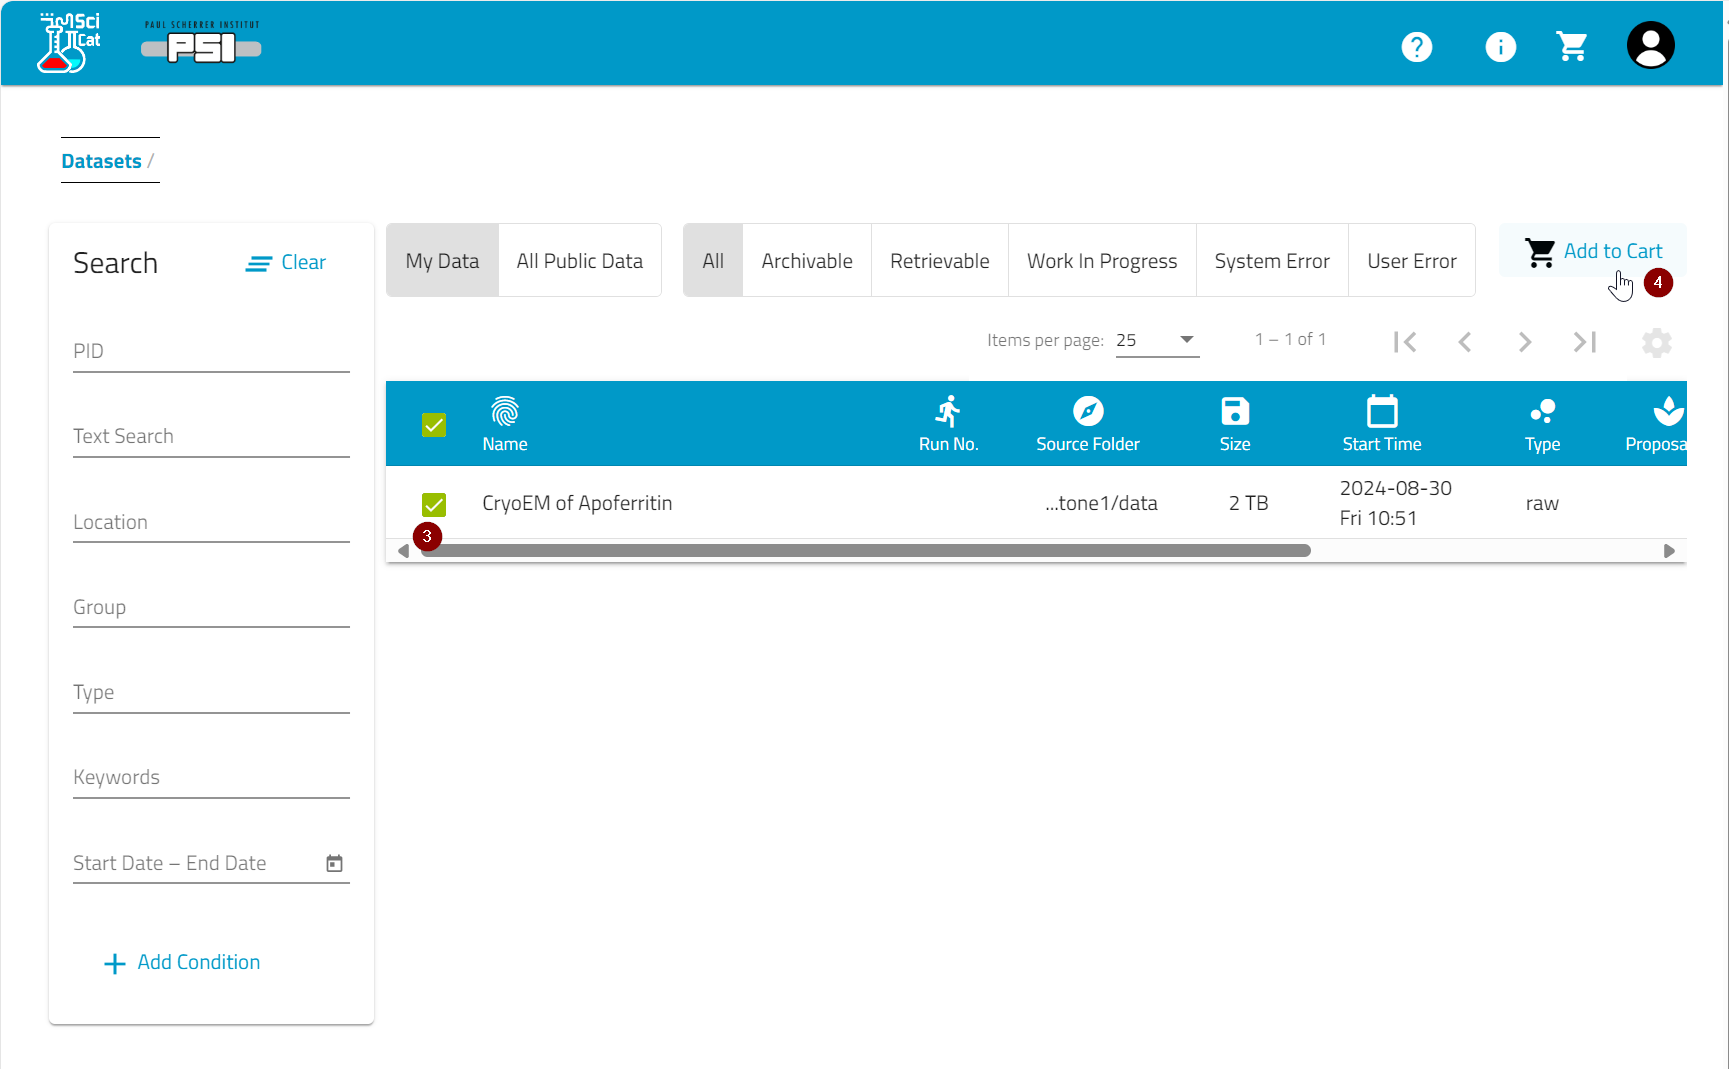 Sci
Cat
PAUL SCHERRER INSTITUT
PSI
?
i
Datasets /
Search
Clear
PID
Text Search
Location
Group
Type
Keywords
Start Date – End Date
Add Condition
My Data
All Public Data
All
Archivable
Retrievable
Work In Progress
System Error
User Error
Add to Cart
4
Items per page:
25
1 – 1 of 1
Name
Run No.
Source Folder
Size
Start Time
Type
Proposa
CryoEM of Apoferritin
...tone1/data
2 TB
2024-08-30
Fri 10:51
raw
3